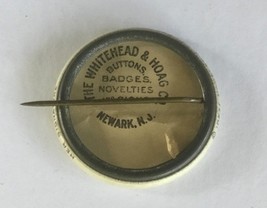 THE WHITEHEAD & HOAG CO.
BUTTONS,
BADGES,
NOVELTIES
NEWARK, N.J.